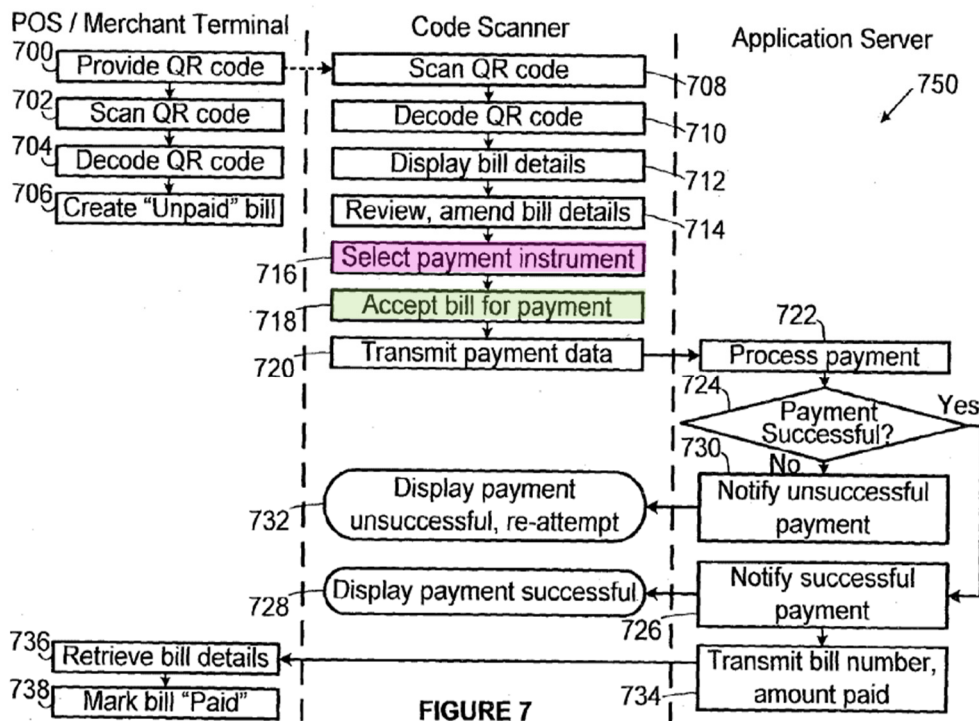 POS / Merchant Terminal
Code Scanner
Application Server
700
Provide QR code
Scan QR code
708
750
702
Scan QR code
Decode QR code
710
704
Decode QR code
Display bill details
712
706
Create "Unpaid" bill
Review, amend bill details
714
716
Select payment instrument
718
Accept bill for payment
720
Transmit payment data
722
Process payment
724
Payment
Successful?
Yes
No
730
Notify unsuccessful
payment
732
Display payment
unsuccessful, re-attempt
728
Display payment successful
Notify successful
payment
726
736
Retrieve bill details
Transmit bill number,
amount paid
734
738
Mark bill "Paid"
FIGURE 7